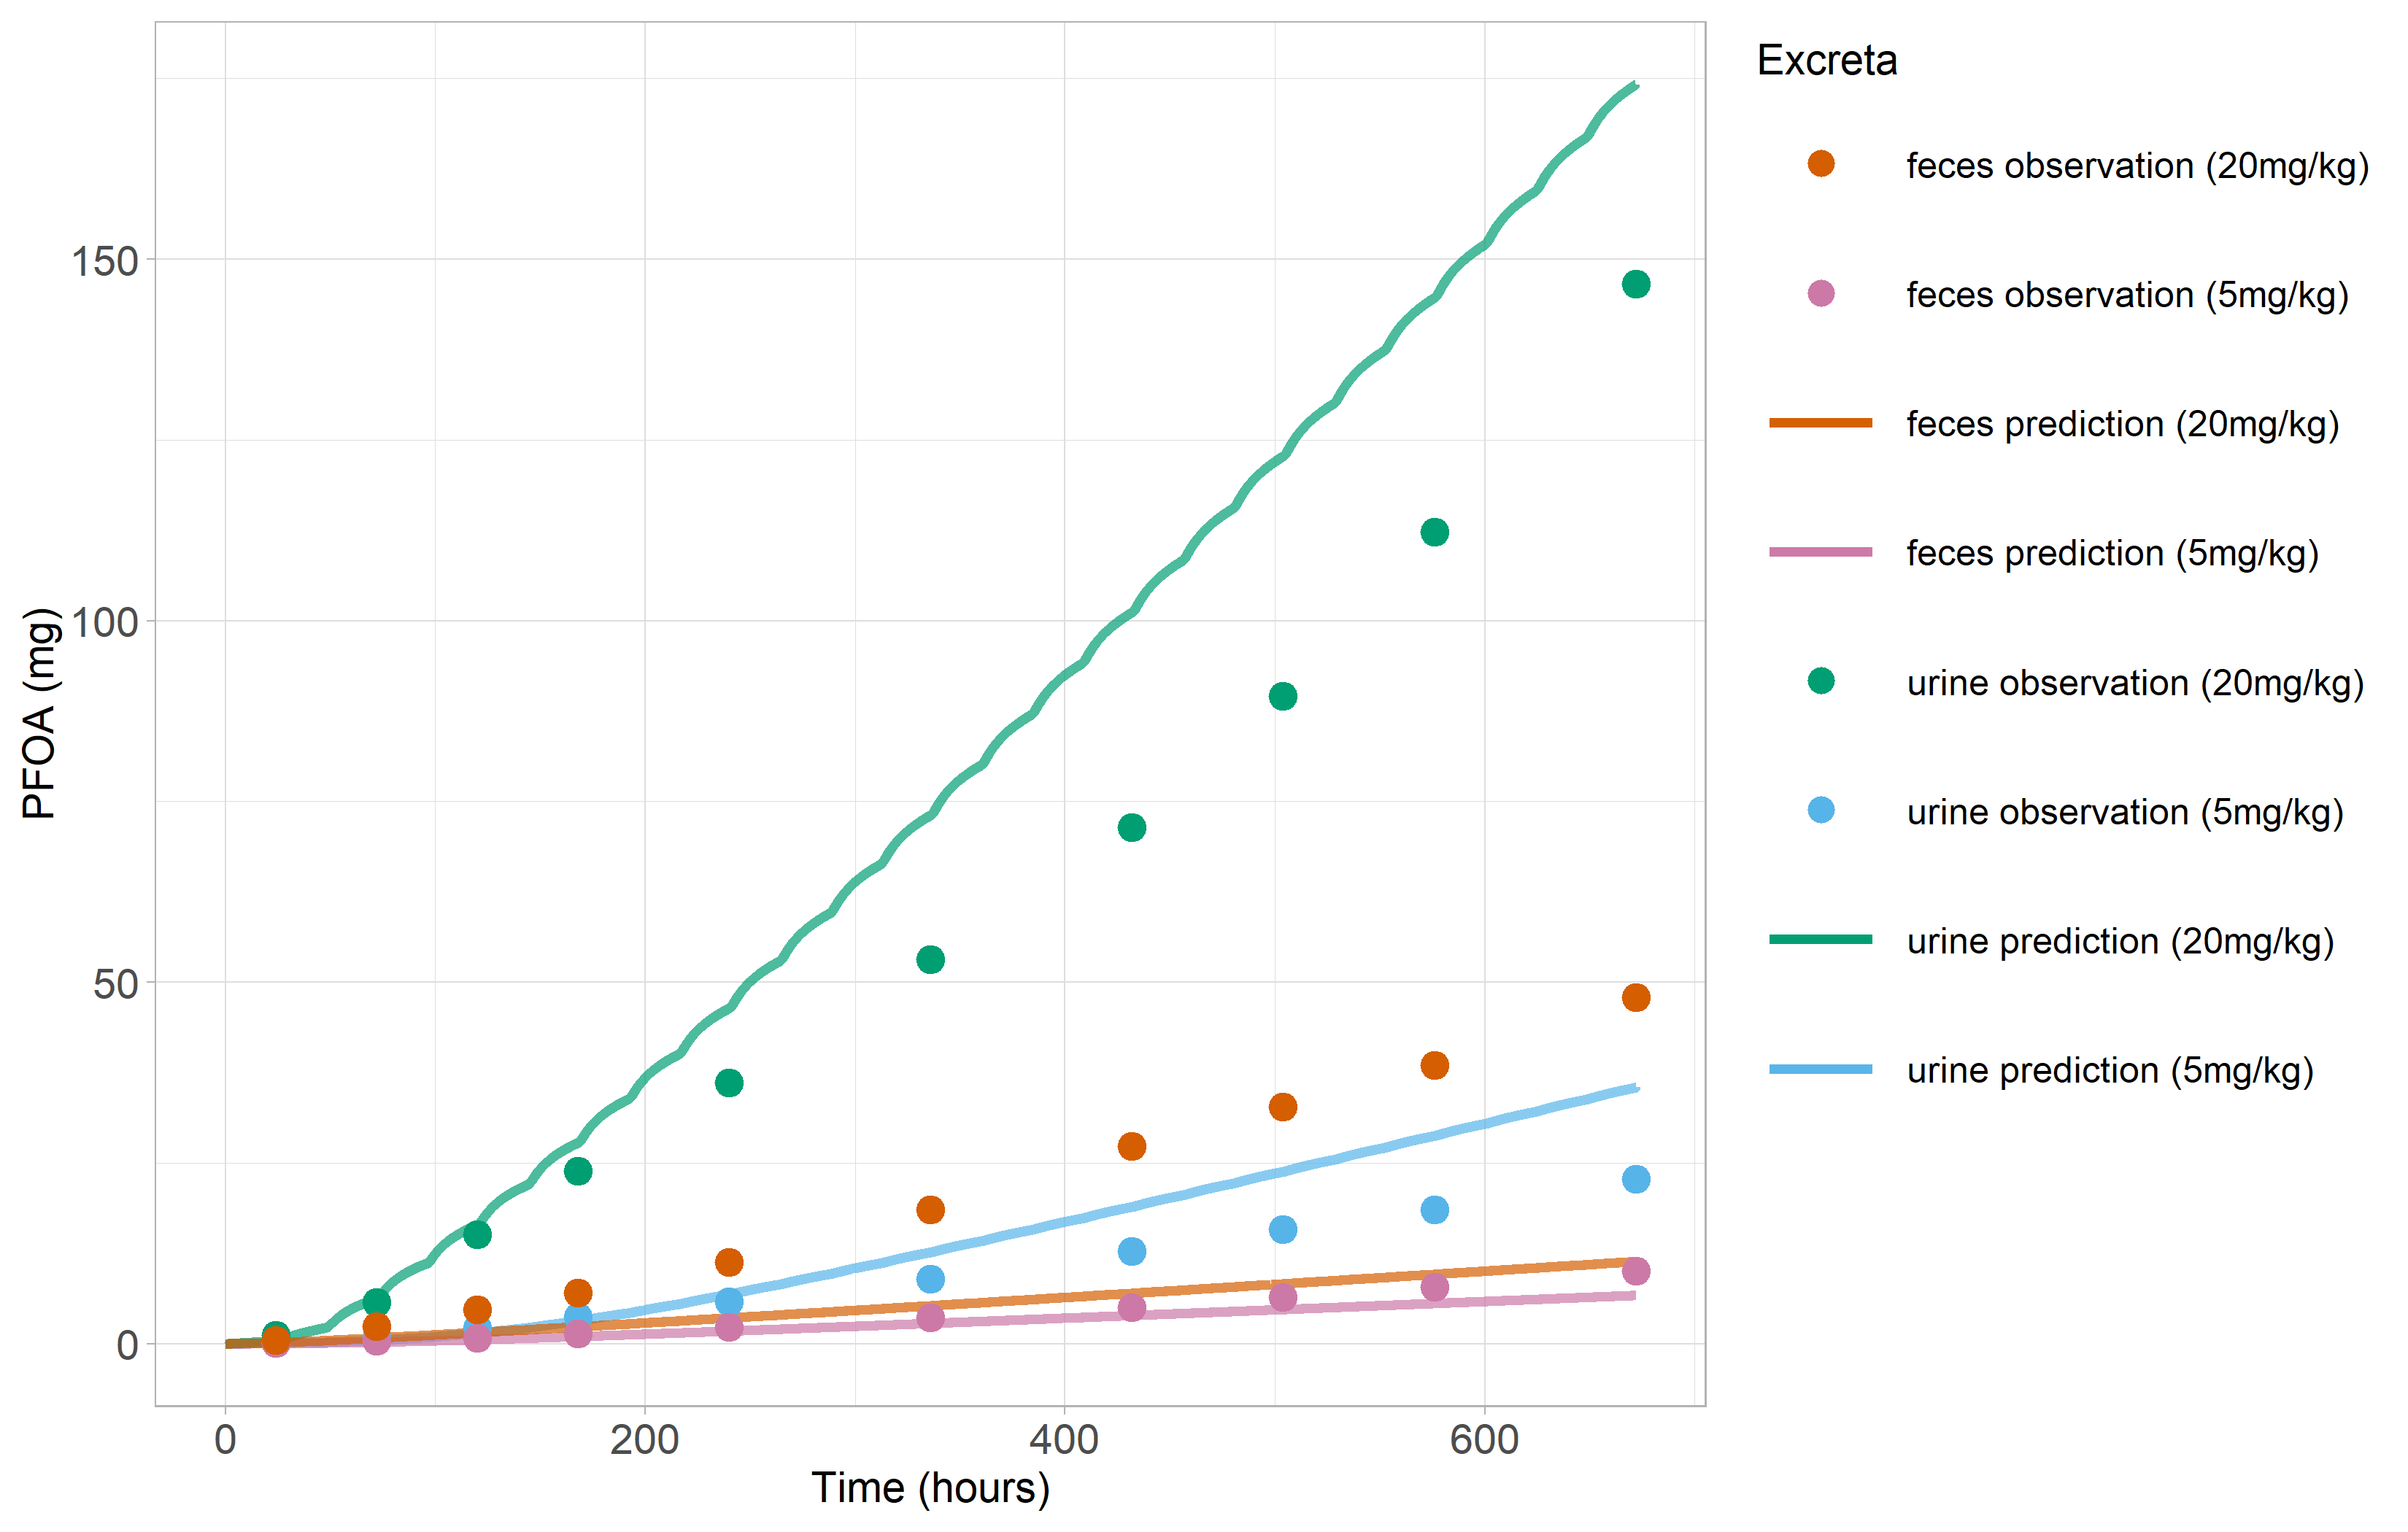 Excreta
feces observation (20mg/kg)
feces observation (5mg/kg)
feces prediction (20mg/kg)
feces prediction (5mg/kg)
urine observation (20mg/kg)
urine observation (5mg/kg)
urine prediction (20mg/kg)
urine prediction (5mg/kg)
PFOA (mg)
150
100
50
0
0
200
400
600
Time (hours)